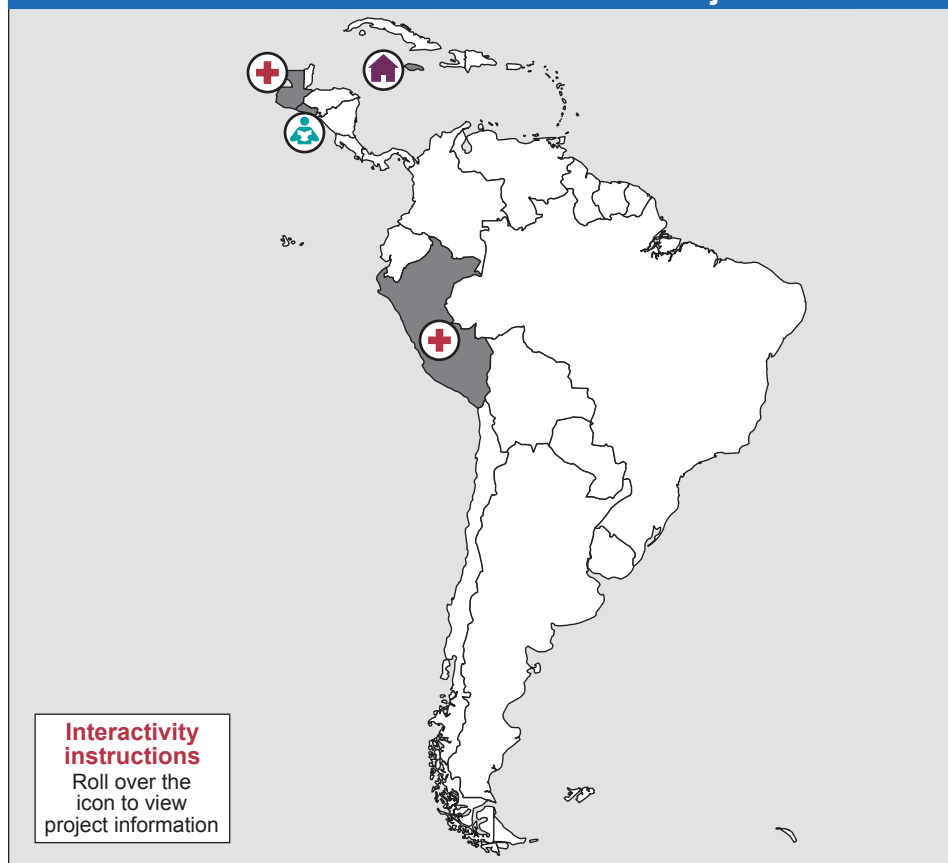 Interactivity
instructions
Roll over the
icon to view
project information